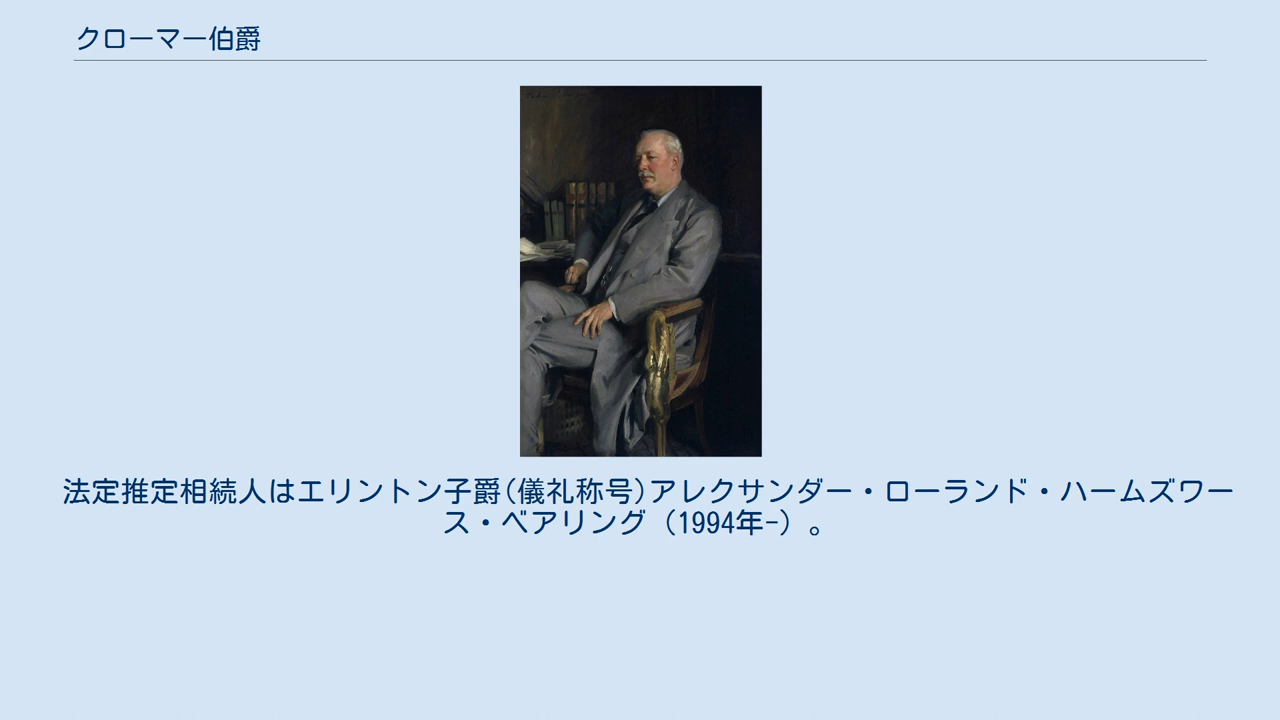 クローマー伯爵
法定推定相続人はエリントン子爵(儀礼称号)アレクサンダー・ローランド・ハームズワー
ス・ベアリング（1994年-）。